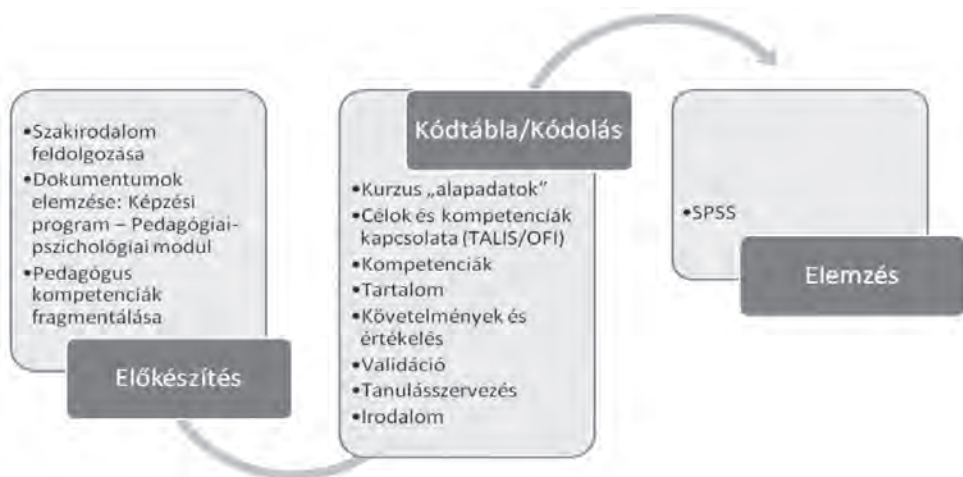 •Szakirodalom
feldolgozása
•Dokumentumok
elemzése: Képzési
program – Pedagógiai-
pszichológiai modul
•Pedagógus
kompetenciák
fragmentálása
Előkészítés
Kódtábla/Kódolás
•Kurzus „alapadatok”
•Célok és kompetenciák
kapcsolata (TALIS/OFI)
•Kompetenciák
•Tartalom
•Követelmények és
értékelés
•Validáció
•Tanulásszervezés
•Irodalom
•SPSS
Elemzés